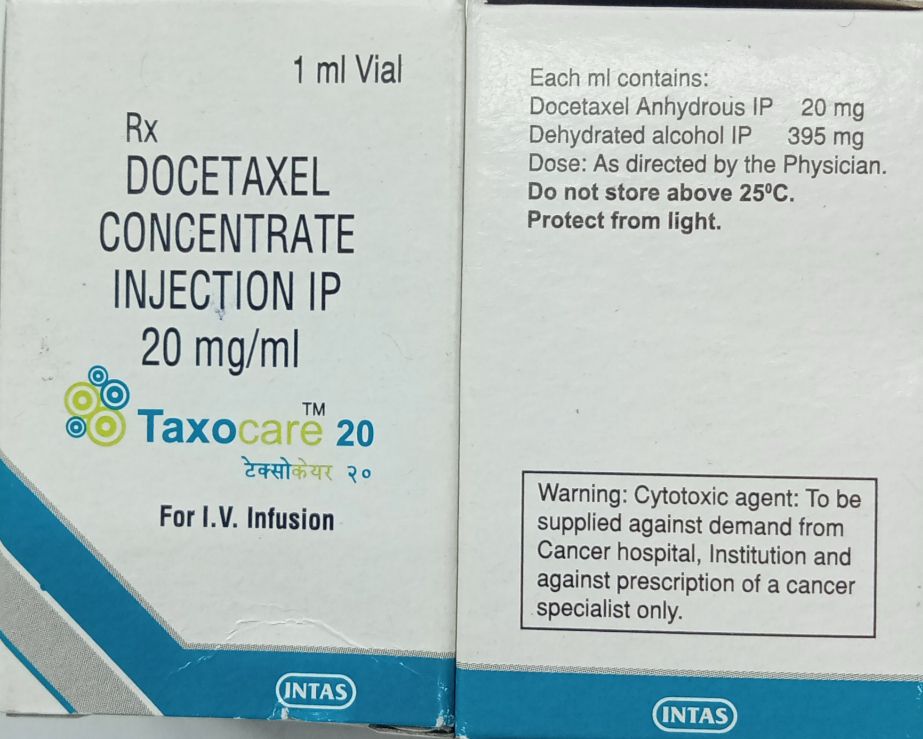 1 ml Vial
Rx
DOCETAXEL
CONCENTRATE
INJECTION IP
20 mg/ml
Taxocare™ 20
टेक्सोकेयर २०
For I.V. Infusion
INTAS
Each ml contains:
Docetaxel Anhydrous IP 20 mg
Dehydrated alcohol IP 395 mg
Dose: As directed by the Physician.
Do not store above 25⁰C.
Protect from light.
Warning: Cytotoxic agent: To be
supplied against demand from
Cancer hospital, Institution and
against prescription of a cancer
specialist only.
INTAS